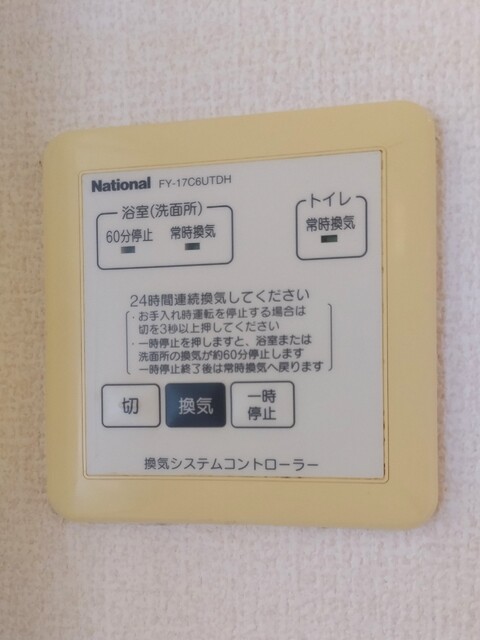 National FY-17C6UTDH
浴室(洗面所)
60分停止 常時換気
トイレ
常時換気
24時間連続換気してください
・お手入れ時運転を停止する場合は
切を3秒以上押してください
・一時停止を押しますと、浴室または
洗面所の換気が約60分停止します
一時停止終了後は常時換気へ戻ります
切 換気 一時
停止
換気システムコントローラー